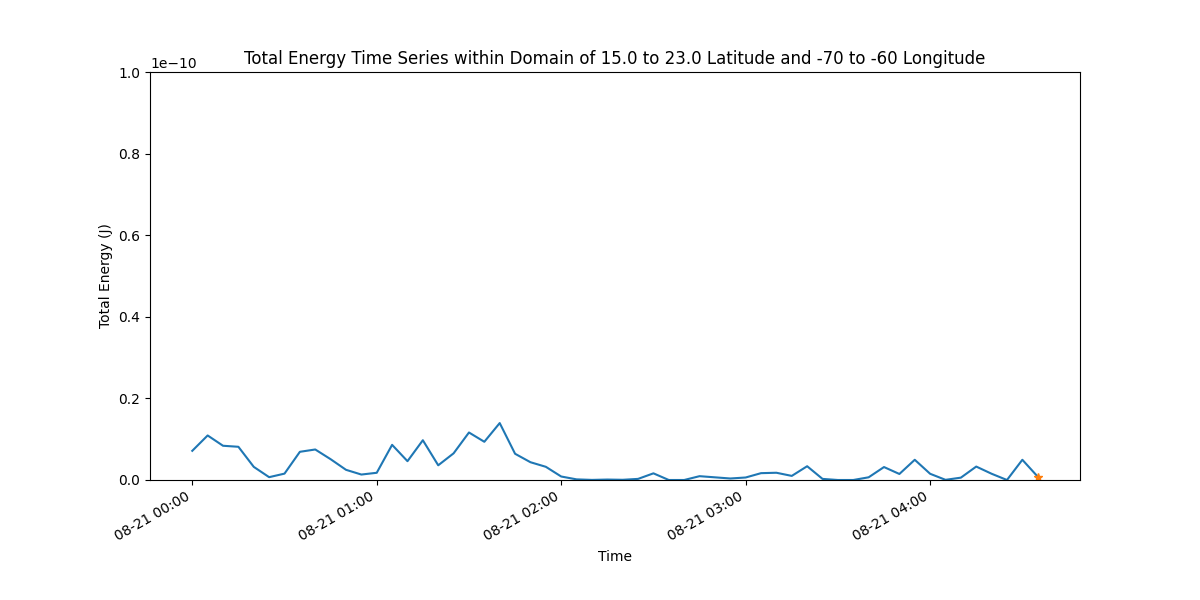 Total Energy Time Series within Domain of 15.0 to 23.0 Latitude and -70 to -60 Longitude
1e−10
1.0
0.8
0.6
0.4
0.2
0.0
Total Energy (J)
08-21 00:00
08-21 01:00
08-21 02:00
08-21 03:00
08-21 04:00
Time